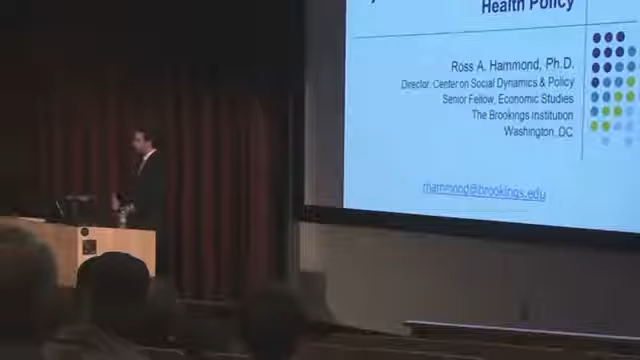 Health Policy
Ross A. Hammond, Ph.D.
Director, Center on Social Dynamics & Policy
Senior Fellow, Economic Studies
The Brookings Institution
Washington, DC
rhammond@brookings.edu